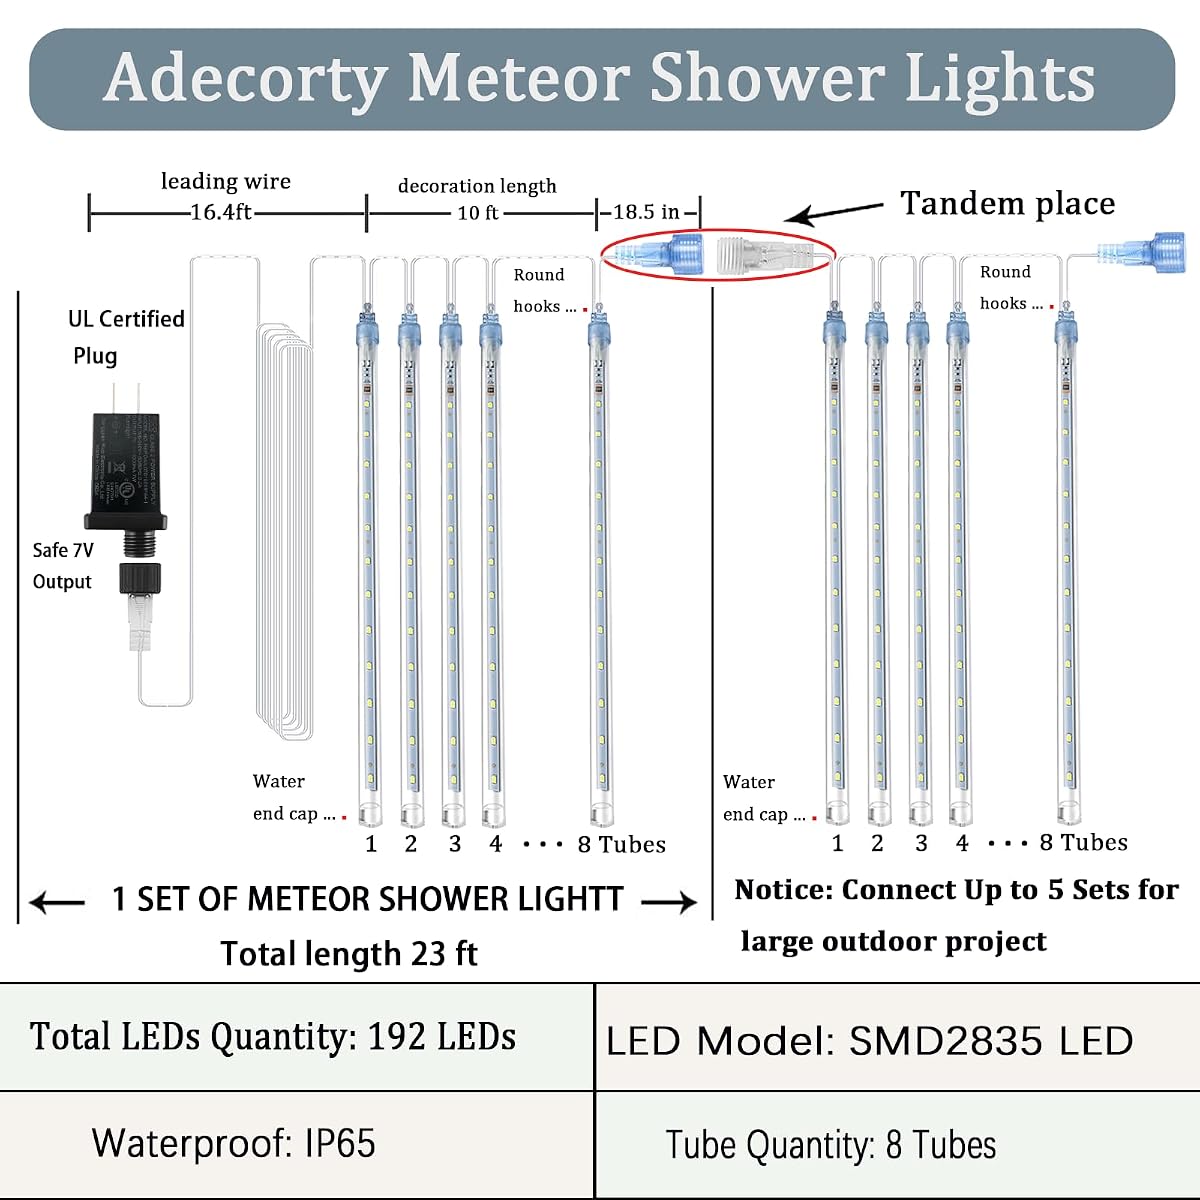 Adecorty Meteor Shower Lights
leading wire
16.4ft
decoration length
10 ft
18.5 in
Tandem place
Round
hooks ...
Round
hooks ...
UL Certified
Plug
Safe 7V
Output
Water
end cap ...
Water
end cap ...
1 2 3 4 ··· 8 Tubes
1 2 3 4 ··· 8 Tubes
1 SET OF METEOR SHOWER LIGHTT
Total length 23 ft
Notice: Connect Up to 5 Sets for
large outdoor project
Total LEDs Quantity: 192 LEDs
LED Model: SMD2835 LED
Waterproof: IP65
Tube Quantity: 8 Tubes